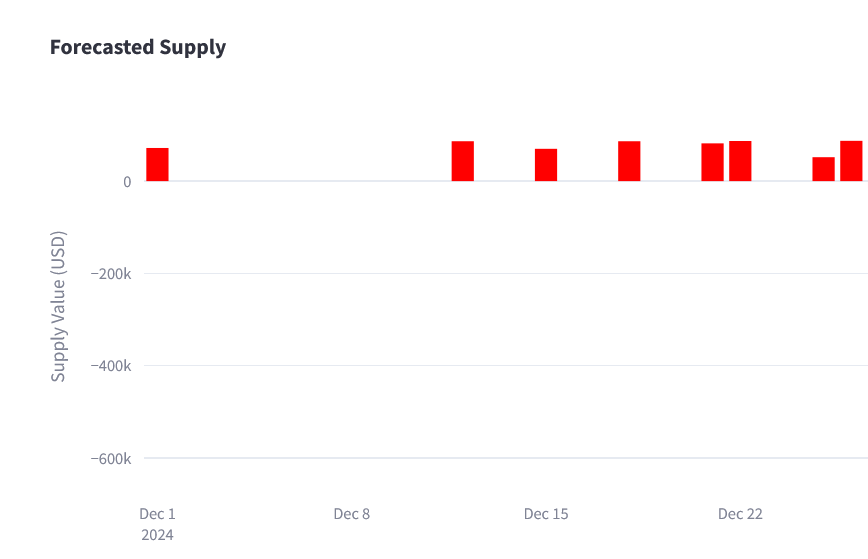 Forecasted Supply
0
−200k
−400k
−600k
Supply Value (USD)
Dec 1
2024
Dec 8
Dec 15
Dec 22